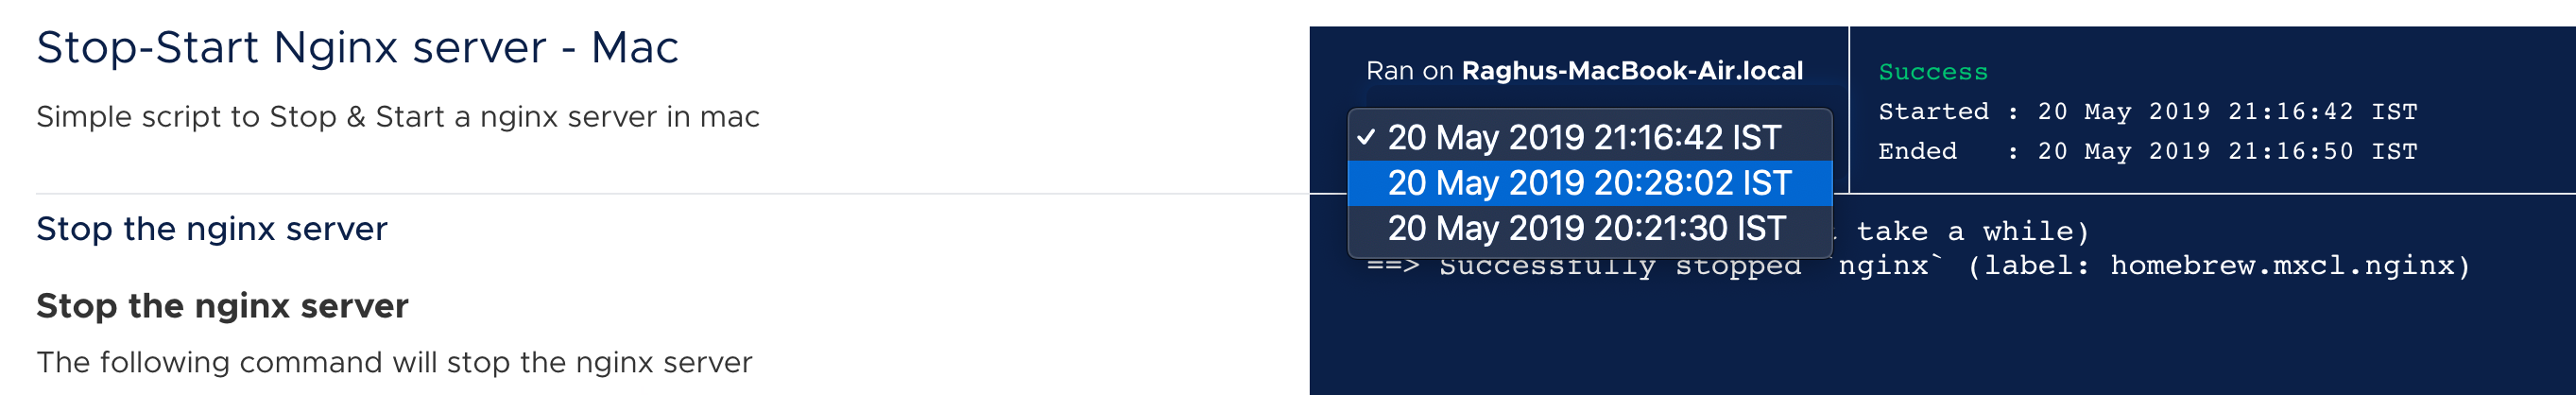 Stop-Start Nginx server - Mac
Simple script to Stop & Start a nginx server in mac
Stop the nginx server
Stop the nginx server
The following command will stop the nginx server
Ran on Raghus-MacBook-Air.local
✓ 20 May 2019 21:16:42 IST
20 May 2019 20:28:02 IST
20 May 2019 20:21:30 IST
Success
Started : 20 May 2019 21:16:42 IST
Ended : 20 May 2019 21:16:50 IST
take a while)
==> Successfully stopped `nginx` (label: homebrew.mxcl.nginx)